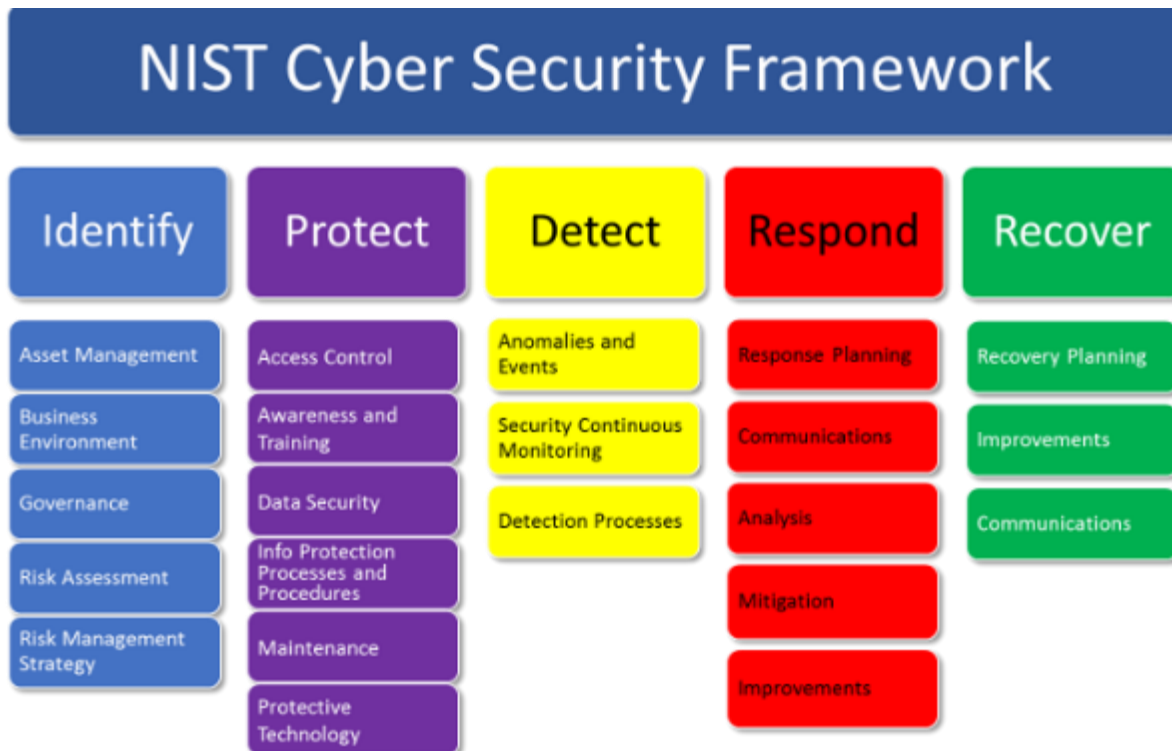 NIST Cyber Security Framework
Identify
Protect
Detect
Respond
Recover
Asset Management
Business
Environment
Governance
Risk Assessment
Risk Management
Strategy
Access Control
Awareness and
Training
Data Security
Info Protection
Processes and
Procedures
Maintenance
Protective
Technology
Anomalies and
Events
Security Continuous
Monitoring
Detection Processes
Response Planning
Communications
Analysis
Mitigation
Improvements
Recovery Planning
Improvements
Communications